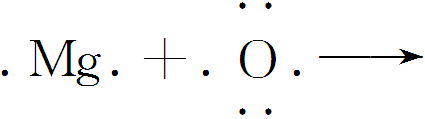 . Mg. + . Ö̤ . ⟶